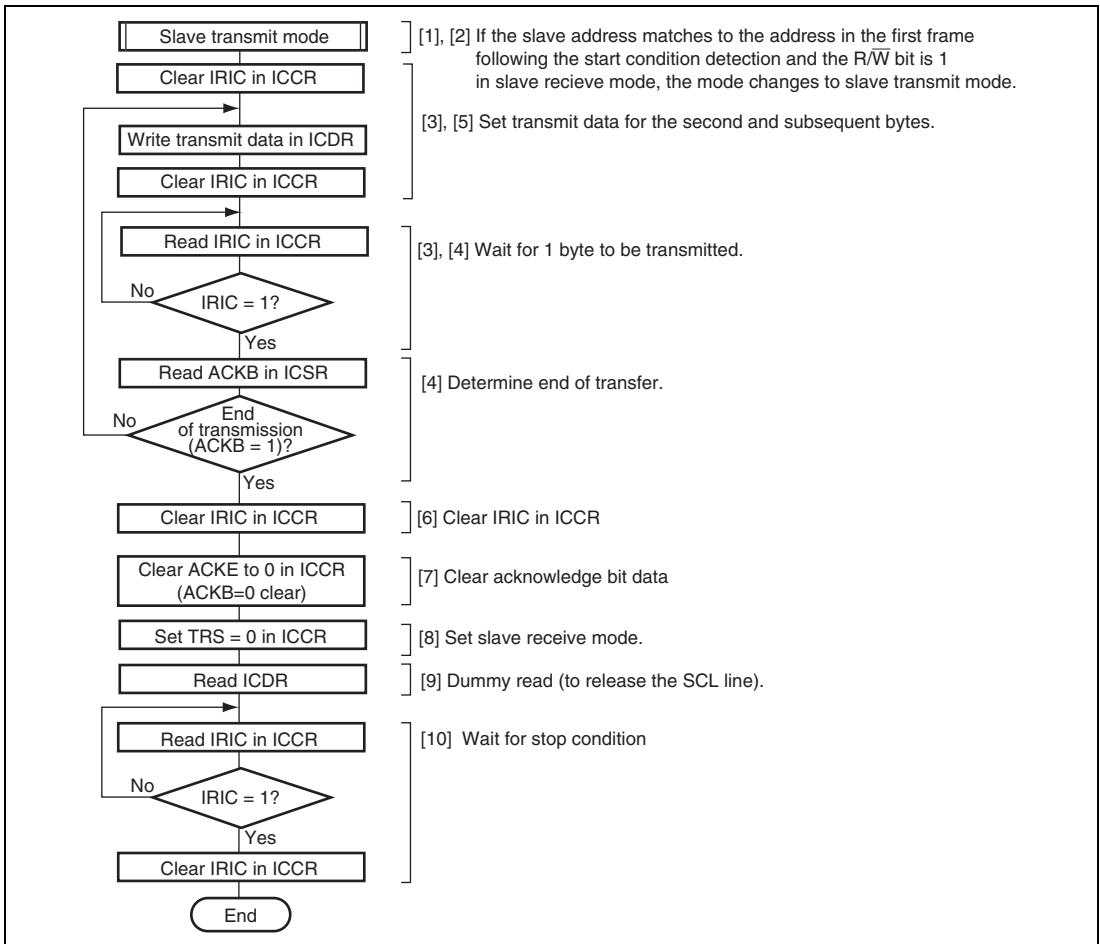 Slave transmit mode
[1], [2] If the slave address matches to the address in the first frame
following the start condition detection and the R/W̅ bit is 1
in slave recieve mode, the mode changes to slave transmit mode.
Clear IRIC in ICCR
[3], [5] Set transmit data for the second and subsequent bytes.
Write transmit data in ICDR
Clear IRIC in ICCR
Read IRIC in ICCR
[3], [4] Wait for 1 byte to be transmitted.
No
IRIC = 1?
Yes
Read ACKB in ICSR
[4] Determine end of transfer.
No
End
of transmission
(ACKB = 1)?
Yes
Clear IRIC in ICCR
[6] Clear IRIC in ICCR
Clear ACKE to 0 in ICCR
(ACKB=0 clear)
[7] Clear acknowledge bit data
Set TRS = 0 in ICCR
[8] Set slave receive mode.
Read ICDR
[9] Dummy read (to release the SCL line).
Read IRIC in ICCR
[10] Wait for stop condition
No
IRIC = 1?
Yes
Clear IRIC in ICCR
End